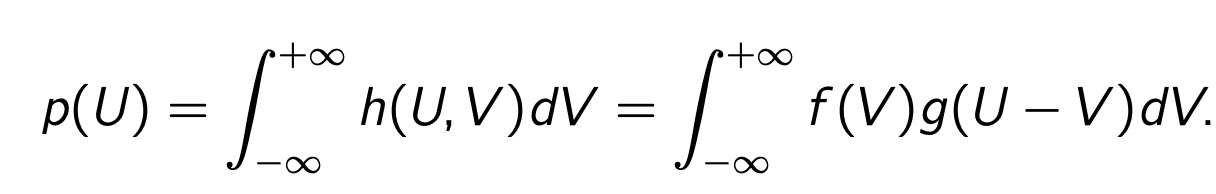 p(U) = ∫_{-∞}^{+∞} h(U, V) dV = ∫_{-∞}^{+∞} f(V)g(U − V) dV.